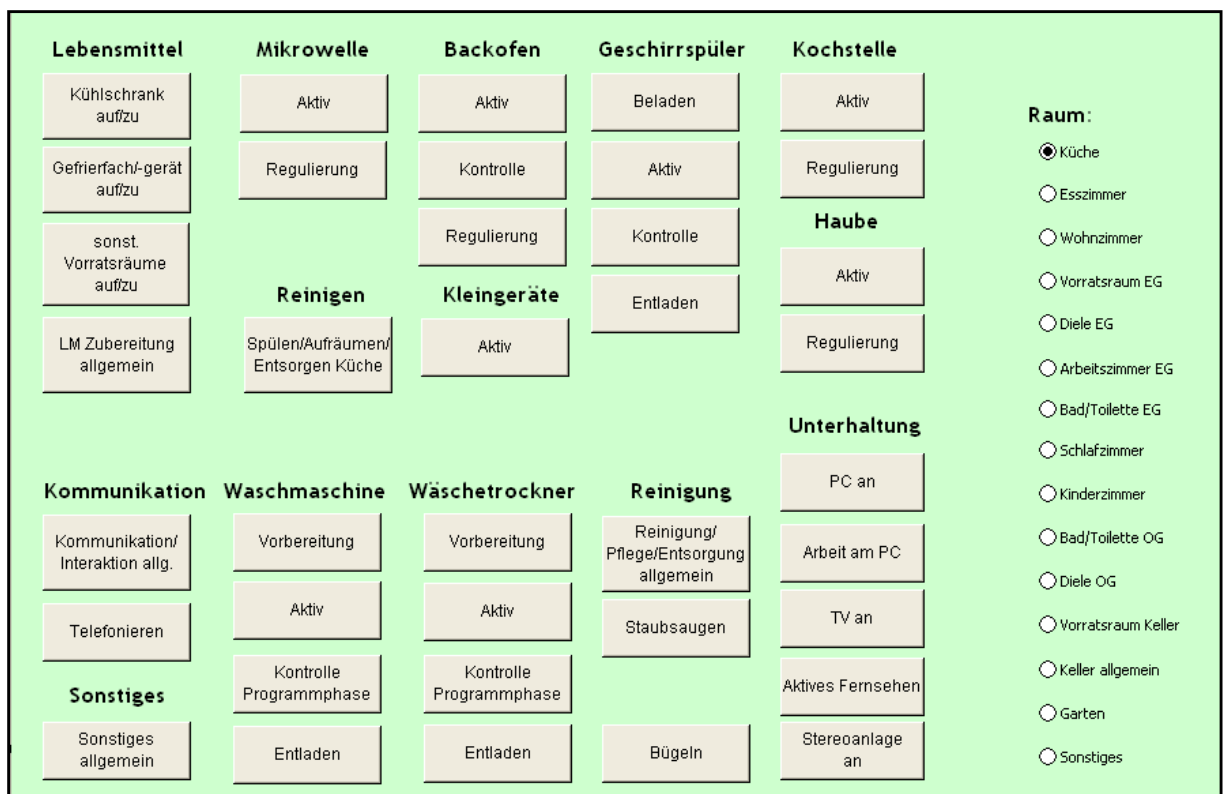 Lebensmittel
Kühlschrank
auf/zu
Gefrierfach/-gerät
auf/zu
sonst.
Vorratsräume
auf/zu
LM Zubereitung
allgemein
Mikrowelle
Aktiv
Regulierung
Reinigen
Spülen/Aufräumen/
Entsorgen Küche
Backofen
Aktiv
Kontrolle
Regulierung
Kleingeräte
Aktiv
Geschirrspüler
Beladen
Aktiv
Kontrolle
Entladen
Kochstelle
Aktiv
Regulierung
Haube
Aktiv
Regulierung
Kommunikation
Kommunikation/
Interaktion allg.
Telefonieren
Sonstiges
Sonstiges
allgemein
Waschmaschine
Vorbereitung
Aktiv
Kontrolle
Programmphase
Entladen
Wäschetrockner
Vorbereitung
Aktiv
Kontrolle
Programmphase
Entladen
Reinigung
Reinigung/
Pflege/Entsorgung
allgemein
Staubsaugen
Bügeln
Unterhaltung
PC an
Arbeit am PC
TV an
Aktives Fernsehen
Stereoanlage
an
Raum:
Küche
Esszimmer
Wohnzimmer
Vorratsraum EG
Diele EG
Arbeitszimmer EG
Bad/Toilette EG
Schlafzimmer
Kinderzimmer
Bad/Toilette OG
Diele OG
Vorratsraum Keller
Keller allgemein
Garten
Sonstiges